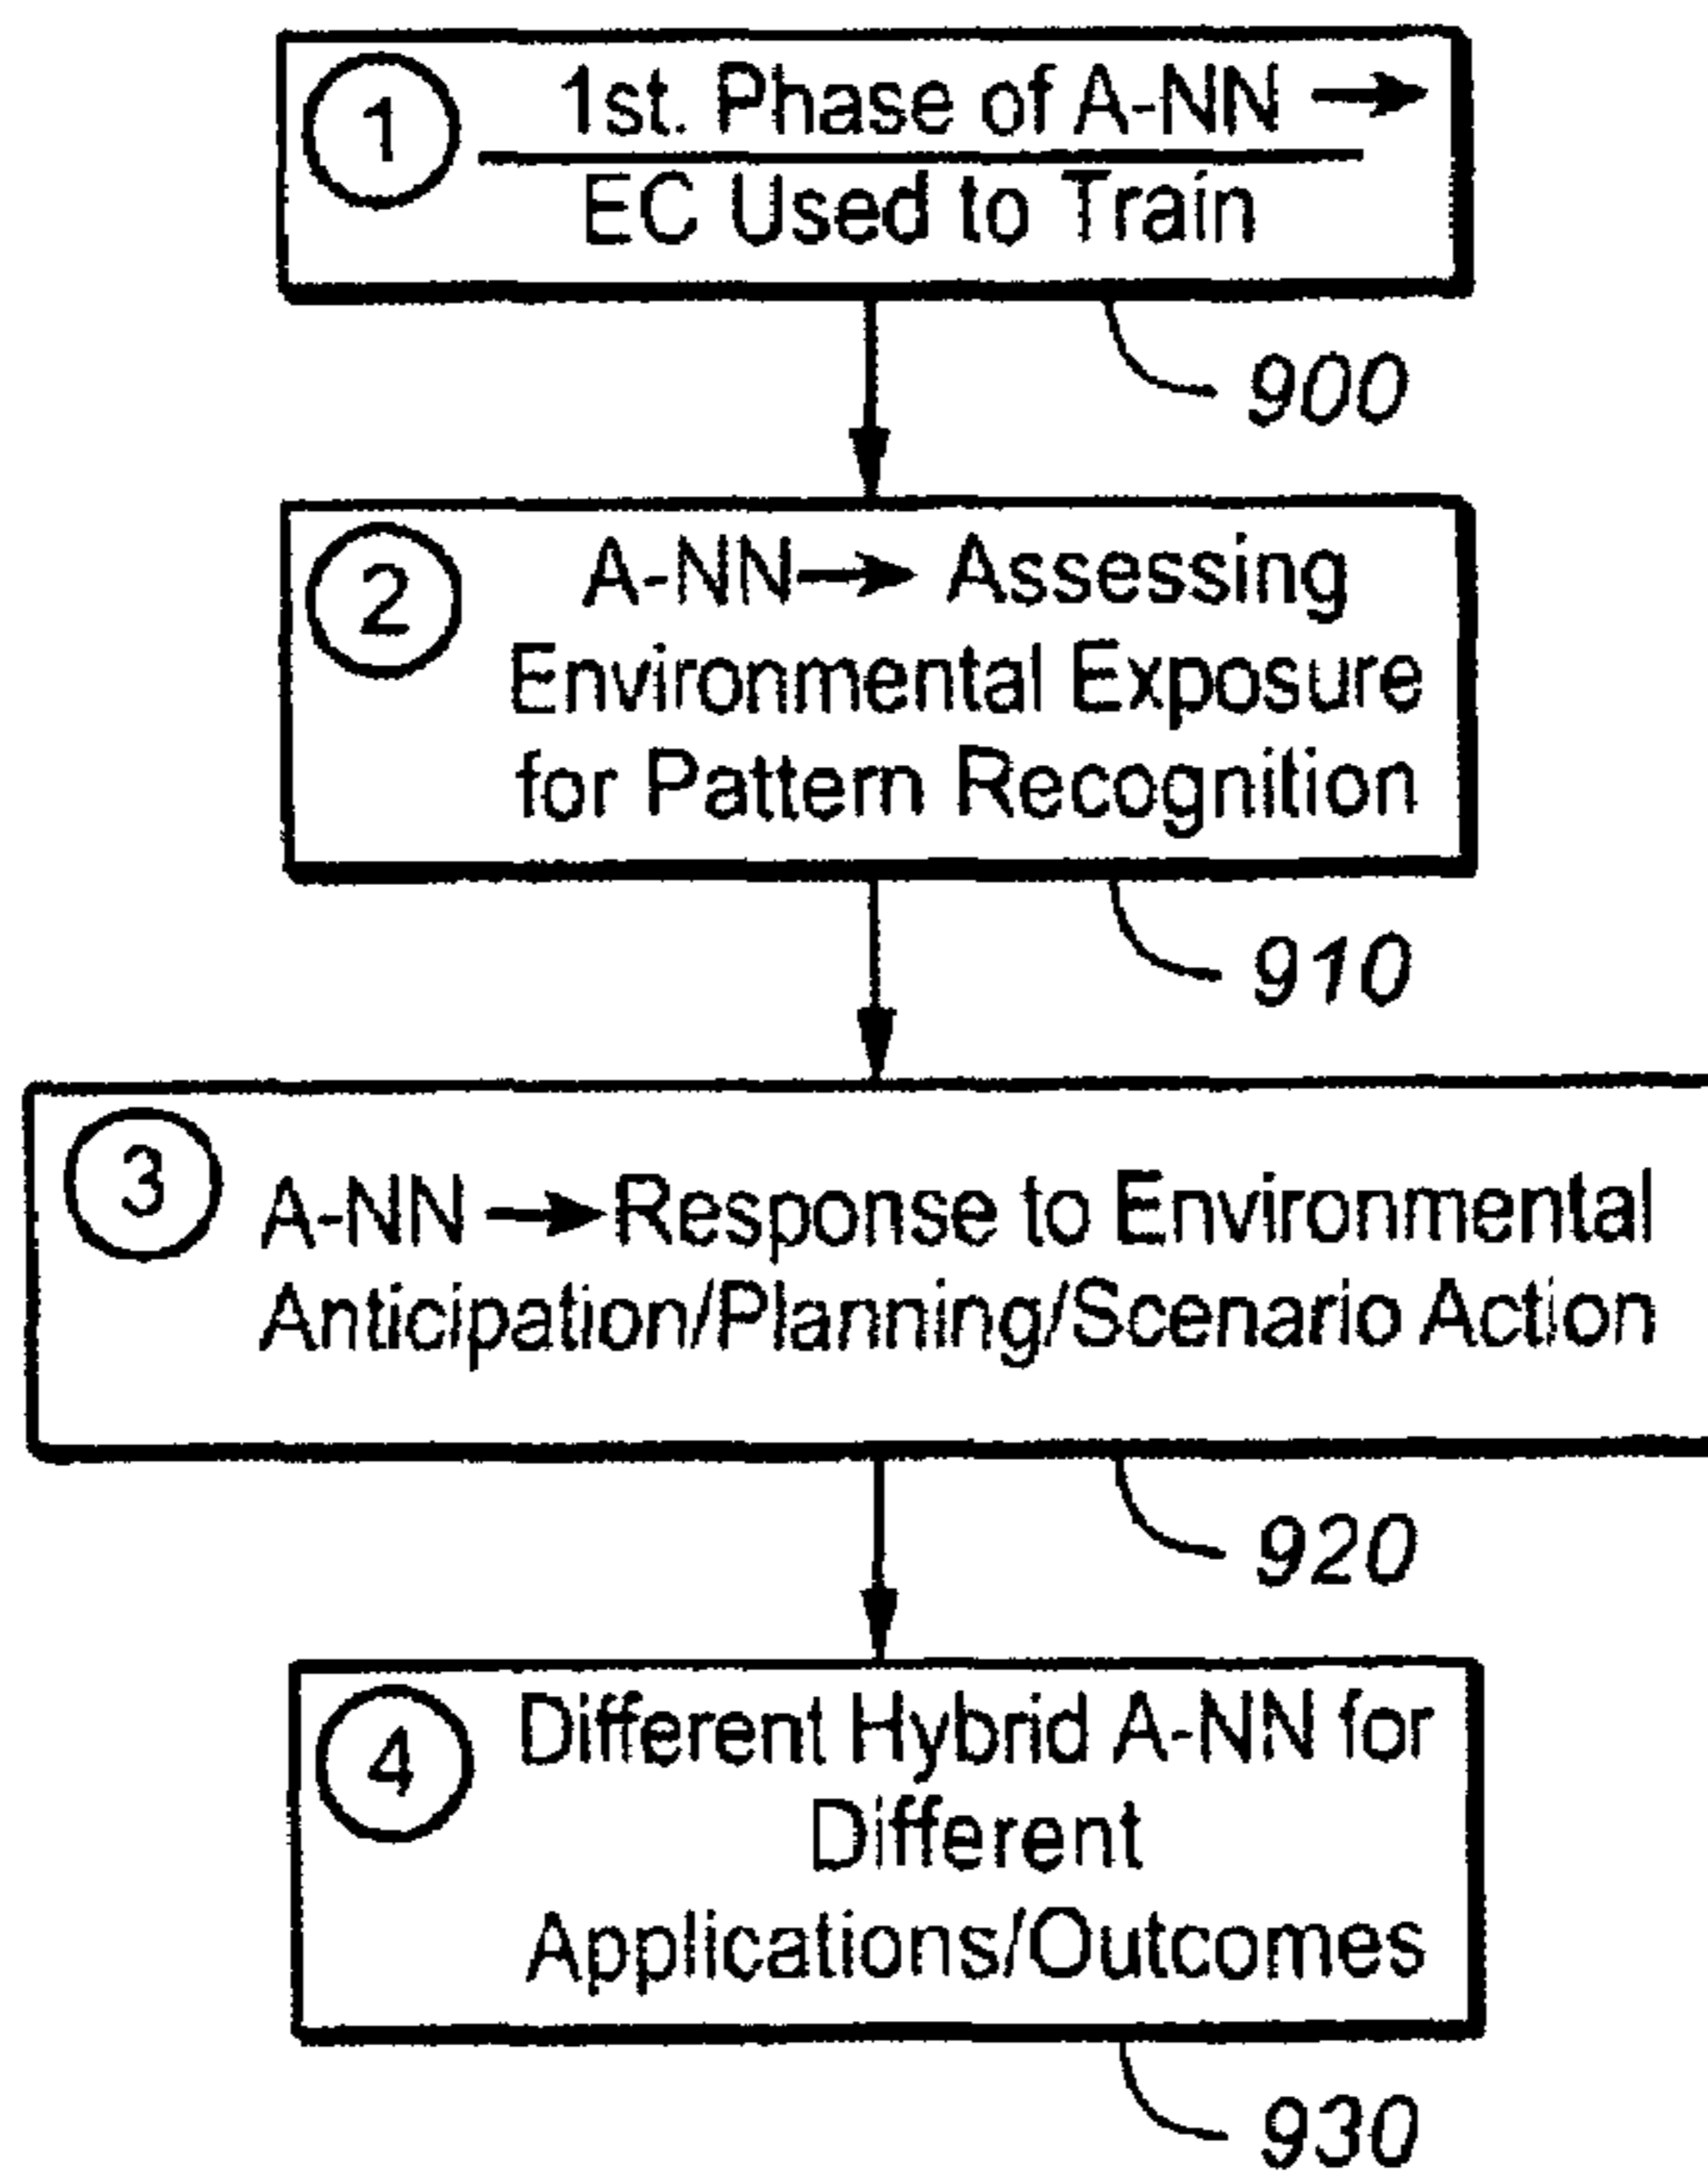 1
1st. Phase of A-NN →
EC Used to Train
900
2
A-NN → Assessing
Environmental Exposure
for Pattern Recognition
910
3
A-NN → Response to Environmental
Anticipation/Planning/Scenario Action
920
4
Different Hybrid A-NN for
Different
Applications/Outcomes
930